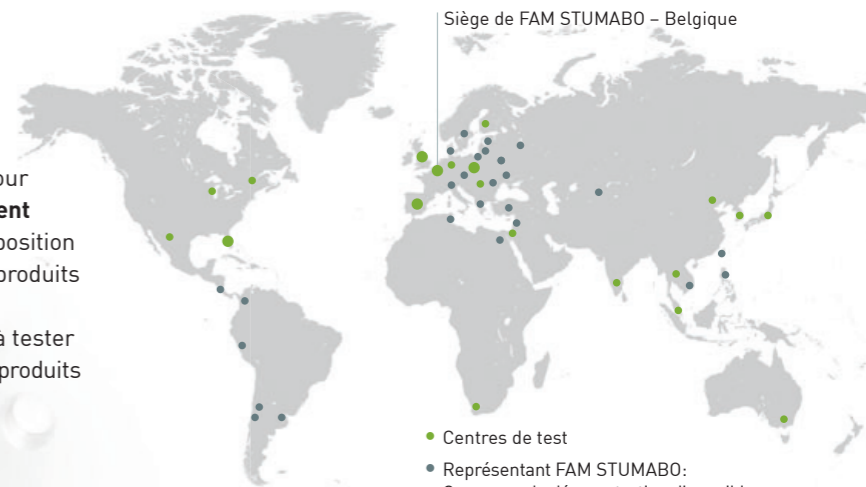 Siège de FAM STUMABO – Belgique
our
ent
position
produits
à tester
produits
Centres de test
Représentant FAM STUMABO: